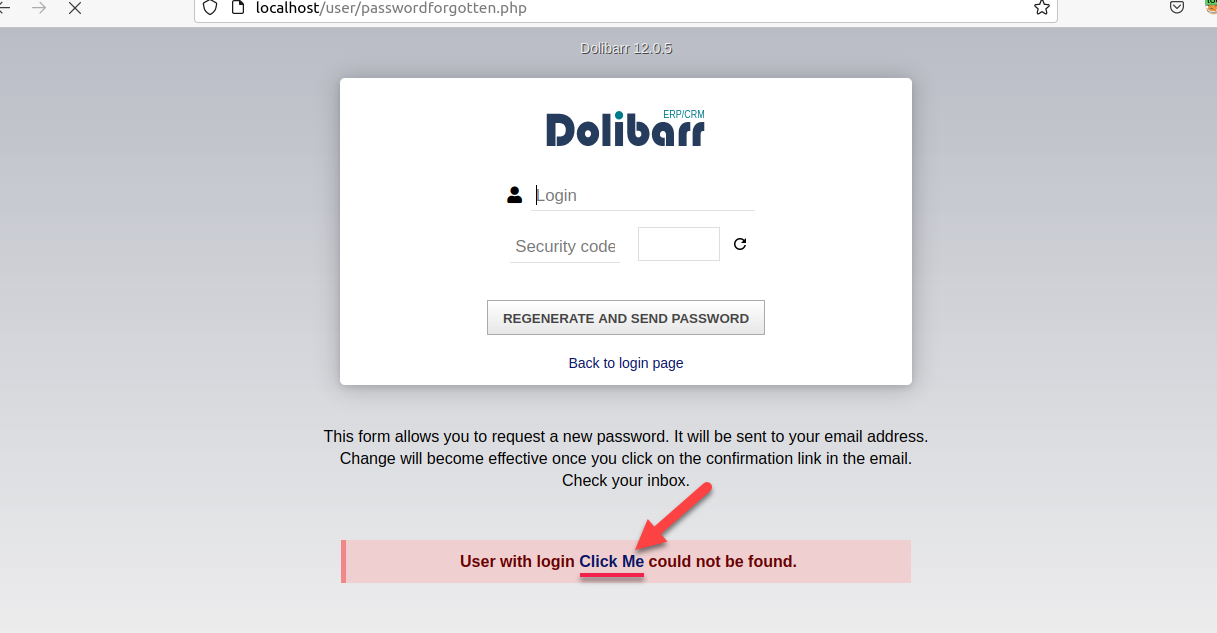 localhost/user/passwordforgotten.php
Dolibarr 12.0.5
ERP/CRM
Dolibarr
Login
Security code
REGENERATE AND SEND PASSWORD
Back to login page
This form allows you to request a new password. It will be sent to your email address.
Change will become effective once you click on the confirmation link in the email.
Check your inbox.
User with login Click Me could not be found.